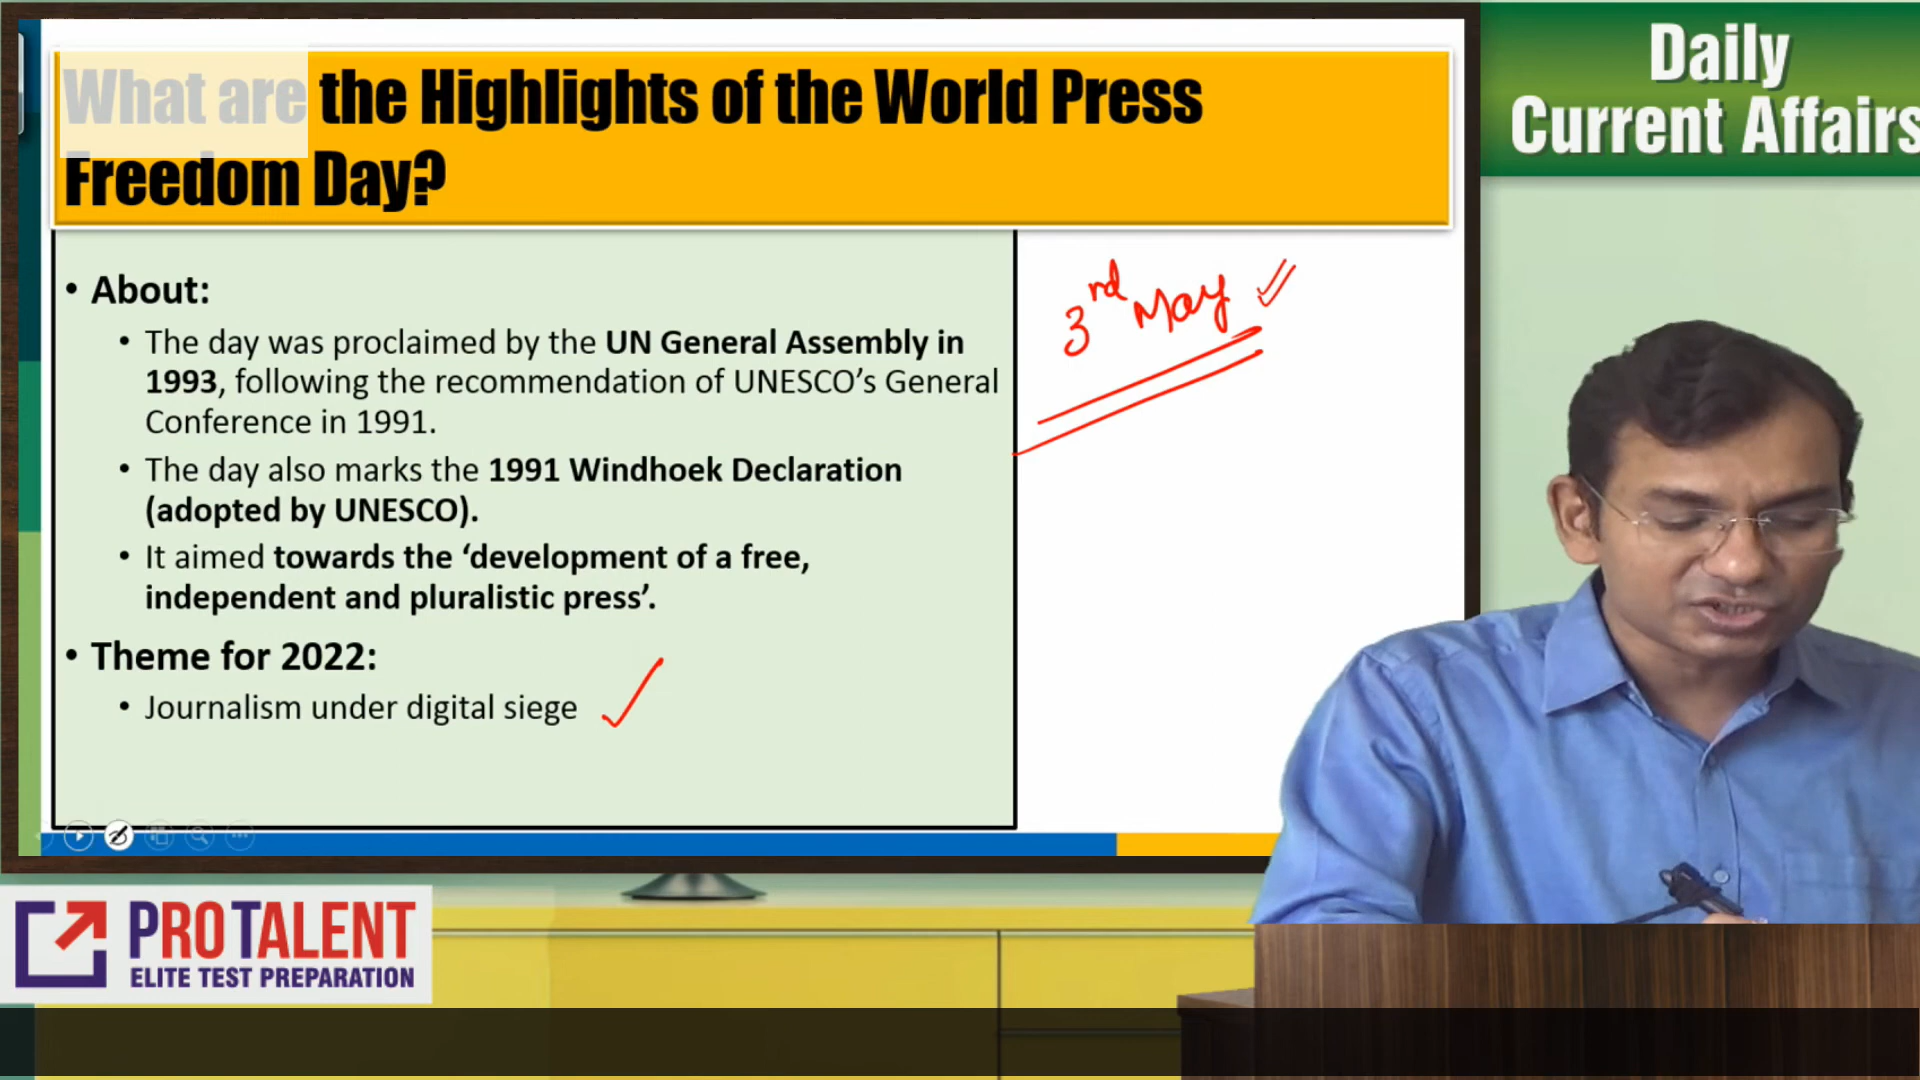 What are the Highlights of the World Press
Freedom Day?
Daily
Current Affairs
• About:
• The day was proclaimed by the UN General Assembly in
1993, following the recommendation of UNESCO’s General
Conference in 1991.
• The day also marks the 1991 Windhoek Declaration
(adopted by UNESCO).
• It aimed towards the ‘development of a free,
independent and pluralistic press’.
• Theme for 2022:
• Journalism under digital siege
3rd May
PROTALENT
ELITE TEST PREPARATION